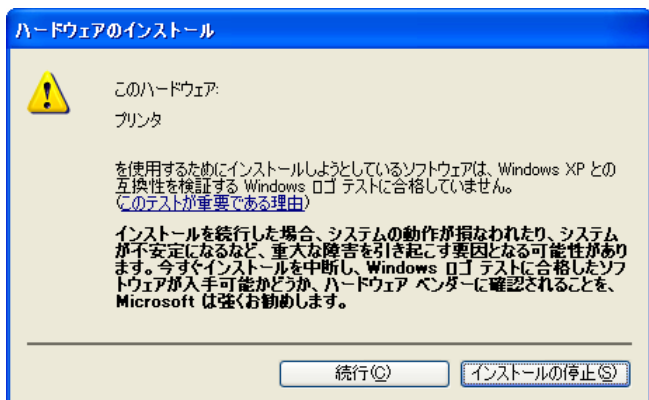 ハードウェアのインストール
このハードウェア:
プリンタ
を使用するためにインストールしようとしているソフトウェアは、Windows XP との
互換性を検証する Windows ロゴ テストに合格していません。
(このテストが重要である理由)
インストールを続行した場合、システムの動作が損なわれたり、システム
が不安定になるなど、重大な障害を引き起こす要因となる可能性があり
ます。今すぐインストールを中断し、Windows ロゴ テストに合格したソフ
トウェアが入手可能かどうか、ハードウェア ベンダーに確認されることを、
Microsoft は強くお勧めします。
続行(C)
インストールの停止(S)